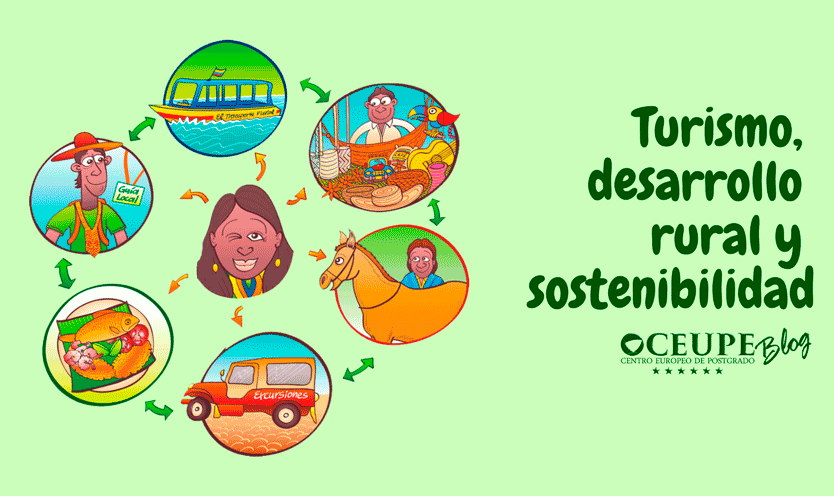 El Transporte Fluvial
Guía
Local
Excursiones
Turismo,
desarrollo
rural y
sostenibilidad
CEUPE Blog
CENTRO EUROPEO DE POSTGRADO